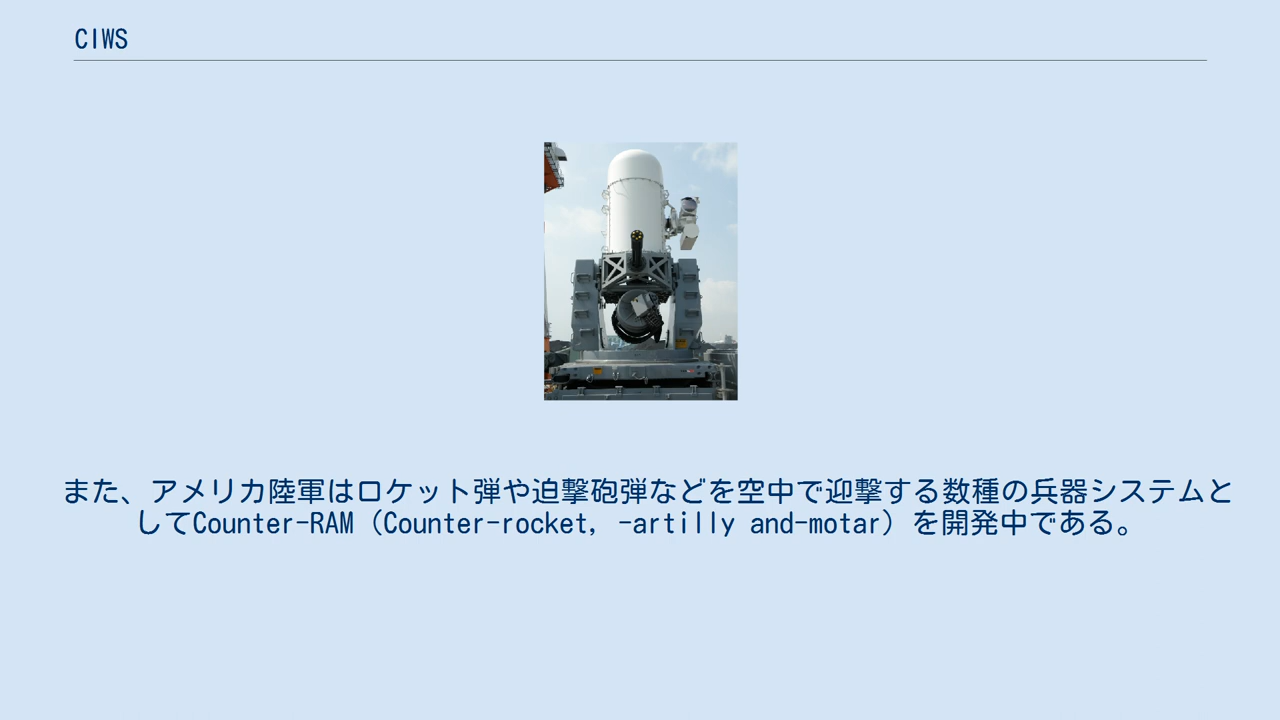 CIWS
また、アメリカ陸軍はロケット弾や迫撃砲弾などを空中で迎撃する数種の兵器システムと
してCounter-RAM（Counter-rocket, -artilly and-motar）を開発中である。